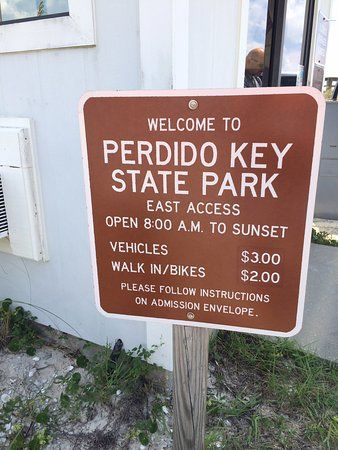 WELCOME TO
PERDIDO KEY
STATE PARK
EAST ACCESS
OPEN 8:00 A.M. TO SUNSET
VEHICLES $3.00
WALK IN/BIKES $2.00
PLEASE FOLLOW INSTRUCTIONS
ON ADMISSION ENVELOPE.